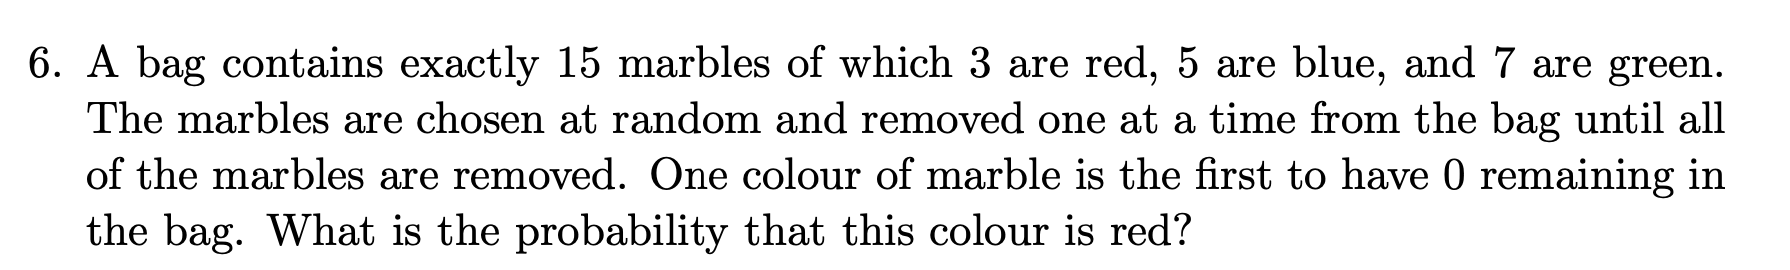 6. A bag contains exactly 15 marbles of which 3 are red, 5 are blue, and 7 are green.
The marbles are chosen at random and removed one at a time from the bag until all
of the marbles are removed. One colour of marble is the first to have 0 remaining in
the bag. What is the probability that this colour is red?